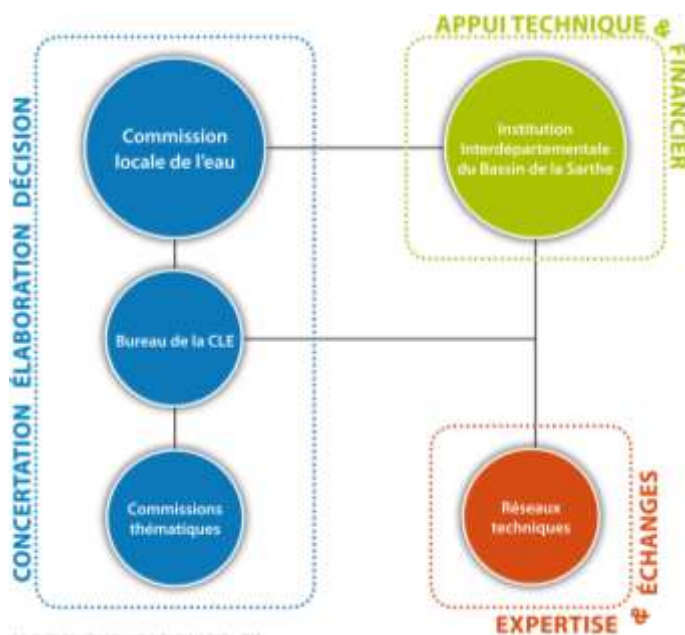 APPUI TECHNIQUE &
FINANCIER
CONCERTATION ÉLABORATION DÉCISION
Commission
locale de l'eau
Institution
Interdépartementale
du Bassin de la Sarthe
Bureau de la CLE
Commissions
thématiques
Réseaux
techniques
EXPERTISE & ÉCHANGES